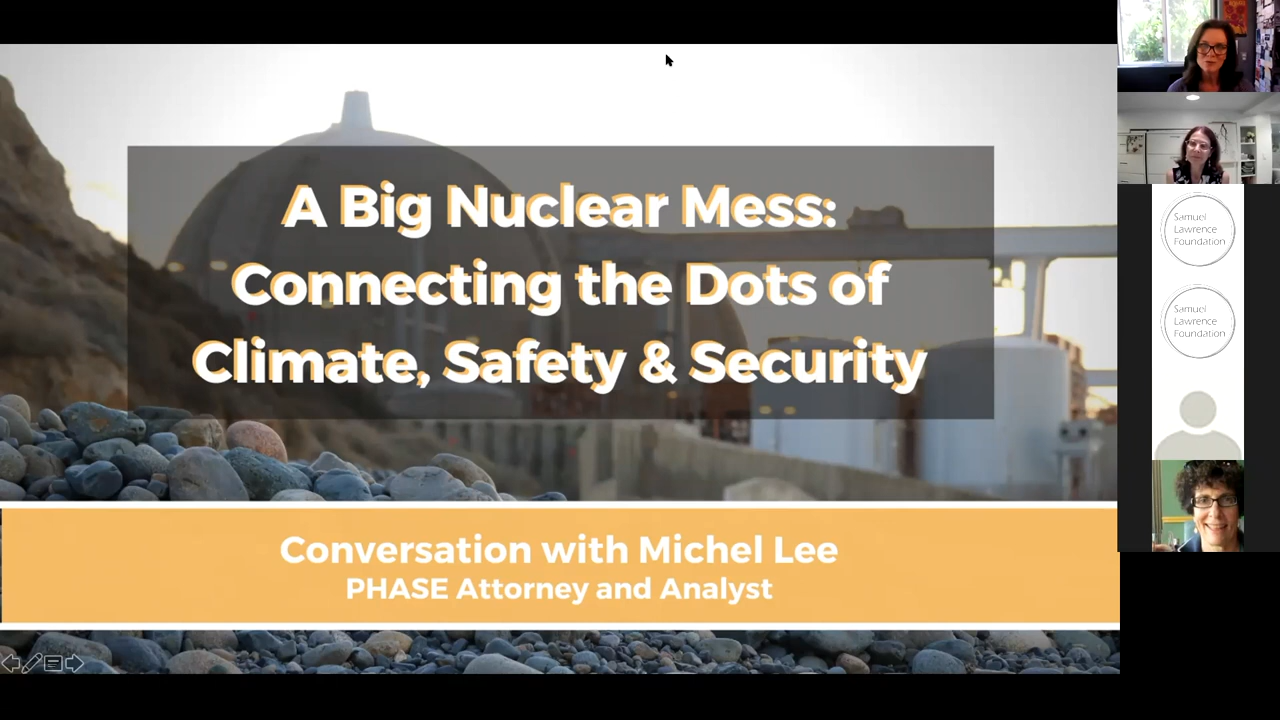 A Big Nuclear Mess:
Connecting the Dots of
Climate, Safety & Security
Conversation with Michel Lee
PHASE Attorney and Analyst
Samuel
Lawrence
Foundation
Samuel
Lawrence
Foundation